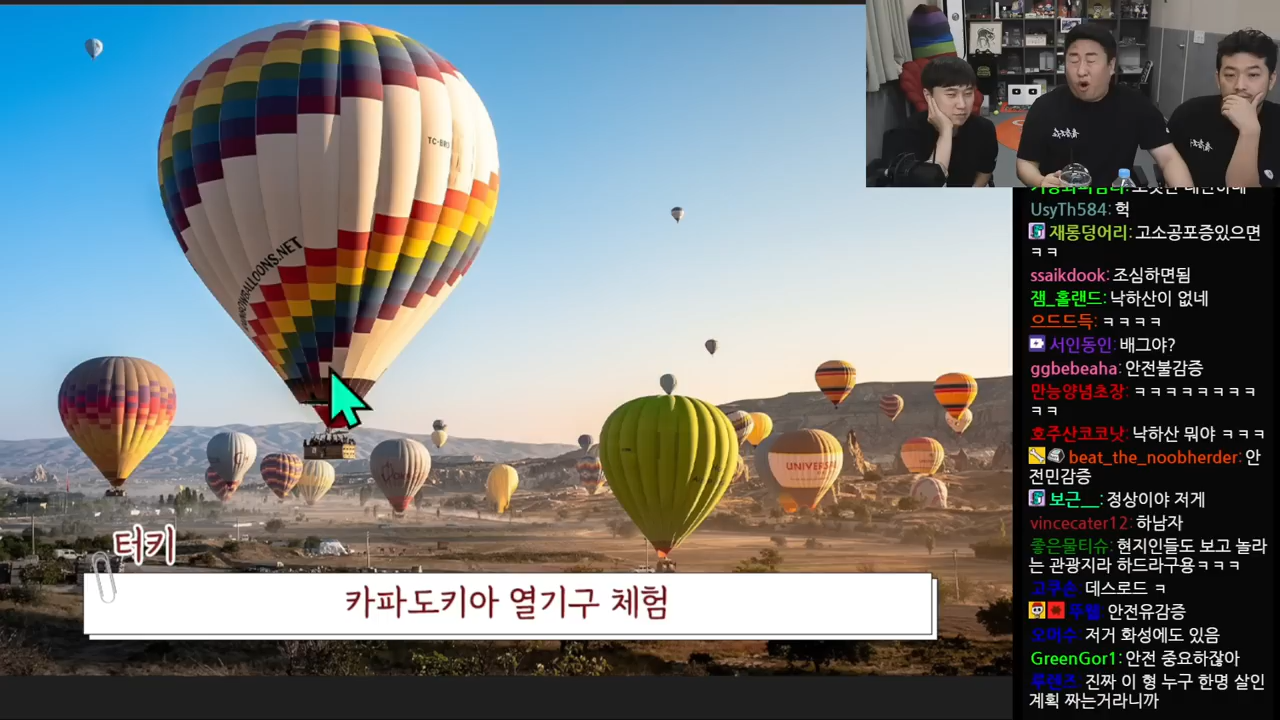 TC-BR
BALLOONS.NET
UNIVERS
터키
카파도키아 열기구 체험
UsyTh584: 헉
재롱덩어리: 고소공포증있으면
ㅋㅋ
ssaikdook: 조심하면됨
잼_홀랜드: 낙하산이 없네
으드드득: ㅋㅋㅋㅋ
서인동인: 배그야?
ggbebeaha: 안전불감증
만능양념초장: ㅋㅋㅋㅋㅋㅋㅋㅋ
ㅋㅋ
호주산코코낫: 낙하산 뭐야 ㅋㅋㅋ
beat_the_noobherder: 안
전민감증
보근__: 정상이야 저게
vincecater12: 하남자
좋은물티슈: 현지인들도 보고 놀라
는 관광지라 하드라구용ㅋㅋㅋ
고쿠손: 데스로드 ㅋ
뚜뻴: 안전유감증
오머수: 저거 화성에도 있음
GreenGor1: 안전 중요하잖아
루렌즈: 진짜 이 형 누구 한명 살인
계획 짜는거라니까